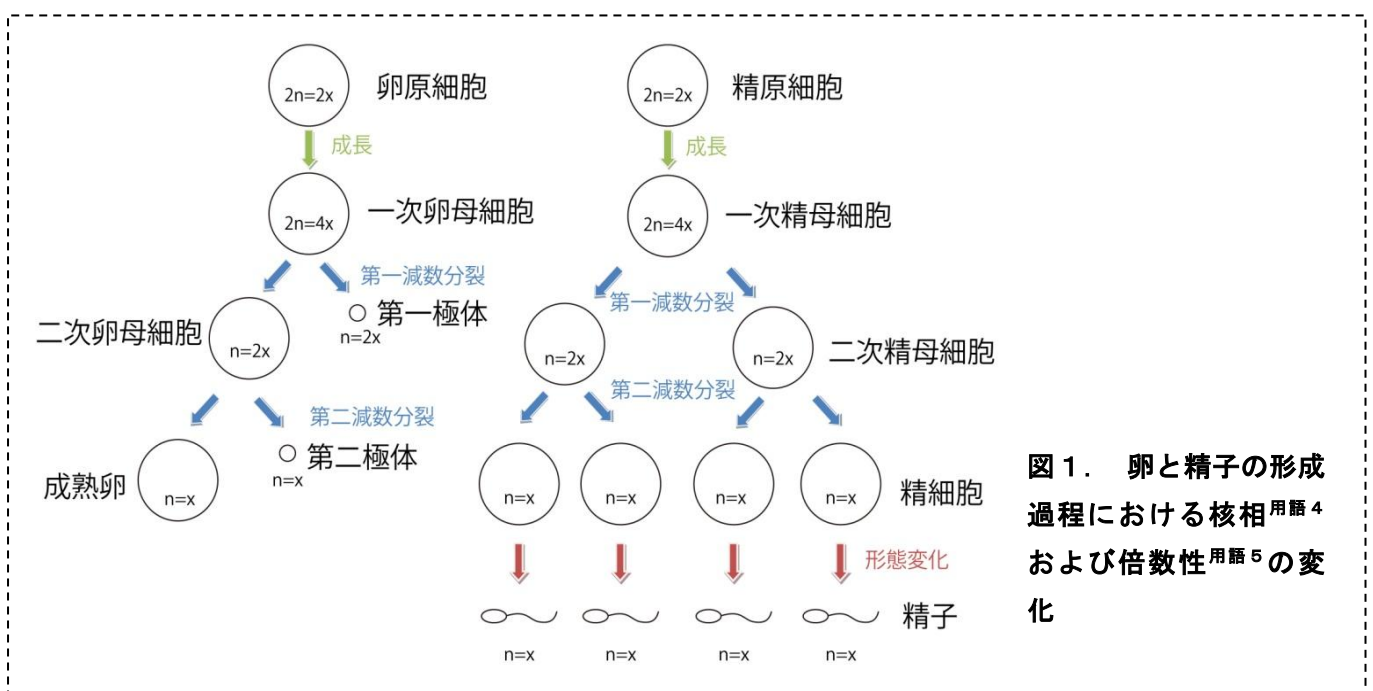 2n=2x
卵原細胞
2n=2x
精原細胞
成長
成長
2n=4x
一次卵母細胞
2n=4x
一次精母細胞
第一減数分裂
第一極体
n=2x
第一減数分裂
二次卵母細胞
n=2x
n=2x
n=2x
二次精母細胞
第二減数分裂
第二減数分裂
成熟卵
n=x
第二極体
n=x
n=x
n=x
n=x
n=x
精細胞
形態変化
精子
n=x
n=x
n=x
n=x
図1. 卵と精子の形成
過程における核相用語4
および倍数性用語5の変
化